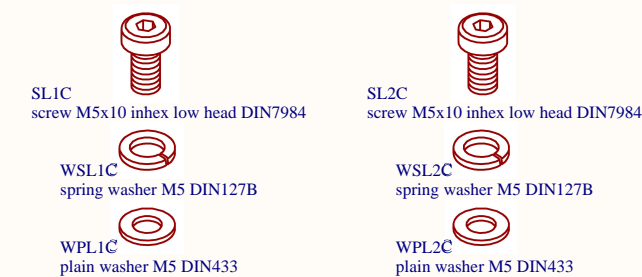 SL1C
screw M5x10 inhex low head DIN7984
SL2C
screw M5x10 inhex low head DIN7984
WSL1C
spring washer M5 DIN127B
WSL2C
spring washer M5 DIN127B
WPL1C
plain washer M5 DIN433
WPL2C
plain washer M5 DIN433